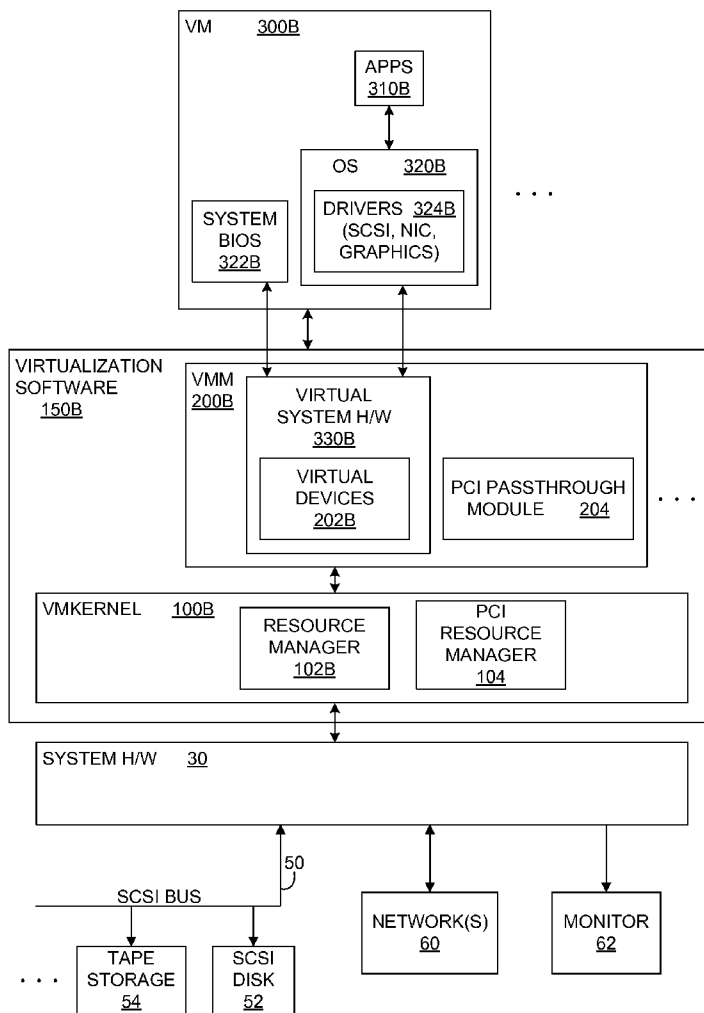 VM 300B
APPS
310B
OS 320B
DRIVERS 324B
(SCSI, NIC,
GRAPHICS)
SYSTEM
BIOS
322B
. . .
VIRTUALIZATION
SOFTWARE
150B
VMM
200B
VIRTUAL
SYSTEM H/W
330B
VIRTUAL
DEVICES
202B
PCI PASSTHROUGH
MODULE 204
. . .
VMKERNEL 100B
RESOURCE
MANAGER
102B
PCI
RESOURCE
MANAGER
104
SYSTEM H/W 30
50
SCSI BUS
. . .
TAPE
STORAGE
54
SCSI
DISK
52
NETWORK(S)
60
MONITOR
62